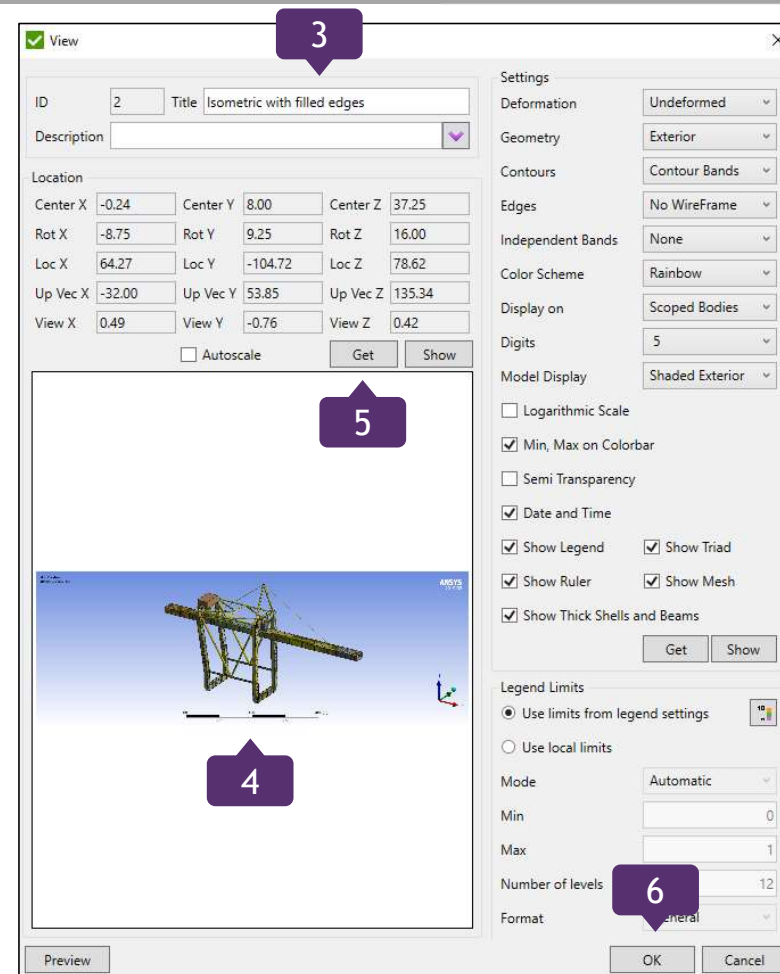 View
3
ID 2 Title Isometric with filled edges
Description
Location
Center X -0.24 Center Y 8.00 Center Z 37.25
Rot X -8.75 Rot Y 9.25 Rot Z 16.00
Loc X 64.27 Loc Y -104.72 Loc Z 78.62
Up Vec X -32.00 Up Vec Y 53.85 Up Vec Z 135.34
View X 0.49 View Y -0.76 View Z 0.42
Autoscale Get Show
5
ANSYS
4
Preview
Settings
Deformation Undeformed
Geometry Exterior
Contours Contour Bands
Edges No WireFrame
Independent Bands None
Color Scheme Rainbow
Display on Scoped Bodies
Digits 5
Model Display Shaded Exterior
Logarithmic Scale
Min, Max on Colorbar
Semi Transparency
Date and Time
Show Legend Show Triad
Show Ruler Show Mesh
Show Thick Shells and Beams
Get Show
Legend Limits
Use limits from legend settings
Use local limits
Mode Automatic
Min 0
Max 1
Number of levels 12
6
Format
OK Cancel